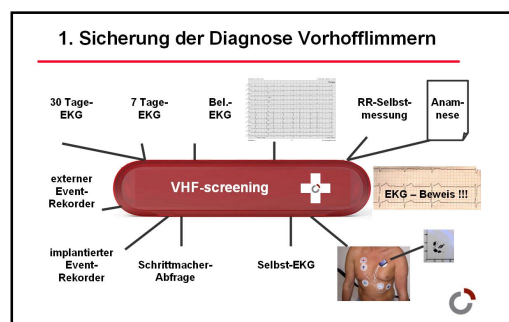 1. Sicherung der Diagnose Vorhofflimmern
30 Tage-
EKG
7 Tage-
EKG
Bel.-
EKG
RR-Selbst-
messung
Anam-
nese
externer
Event-
Rekorder
VHF-screening
EKG – Beweis !!!
implantierter
Event-
Rekorder
Schrittmacher-
Abfrage
Selbst-EKG